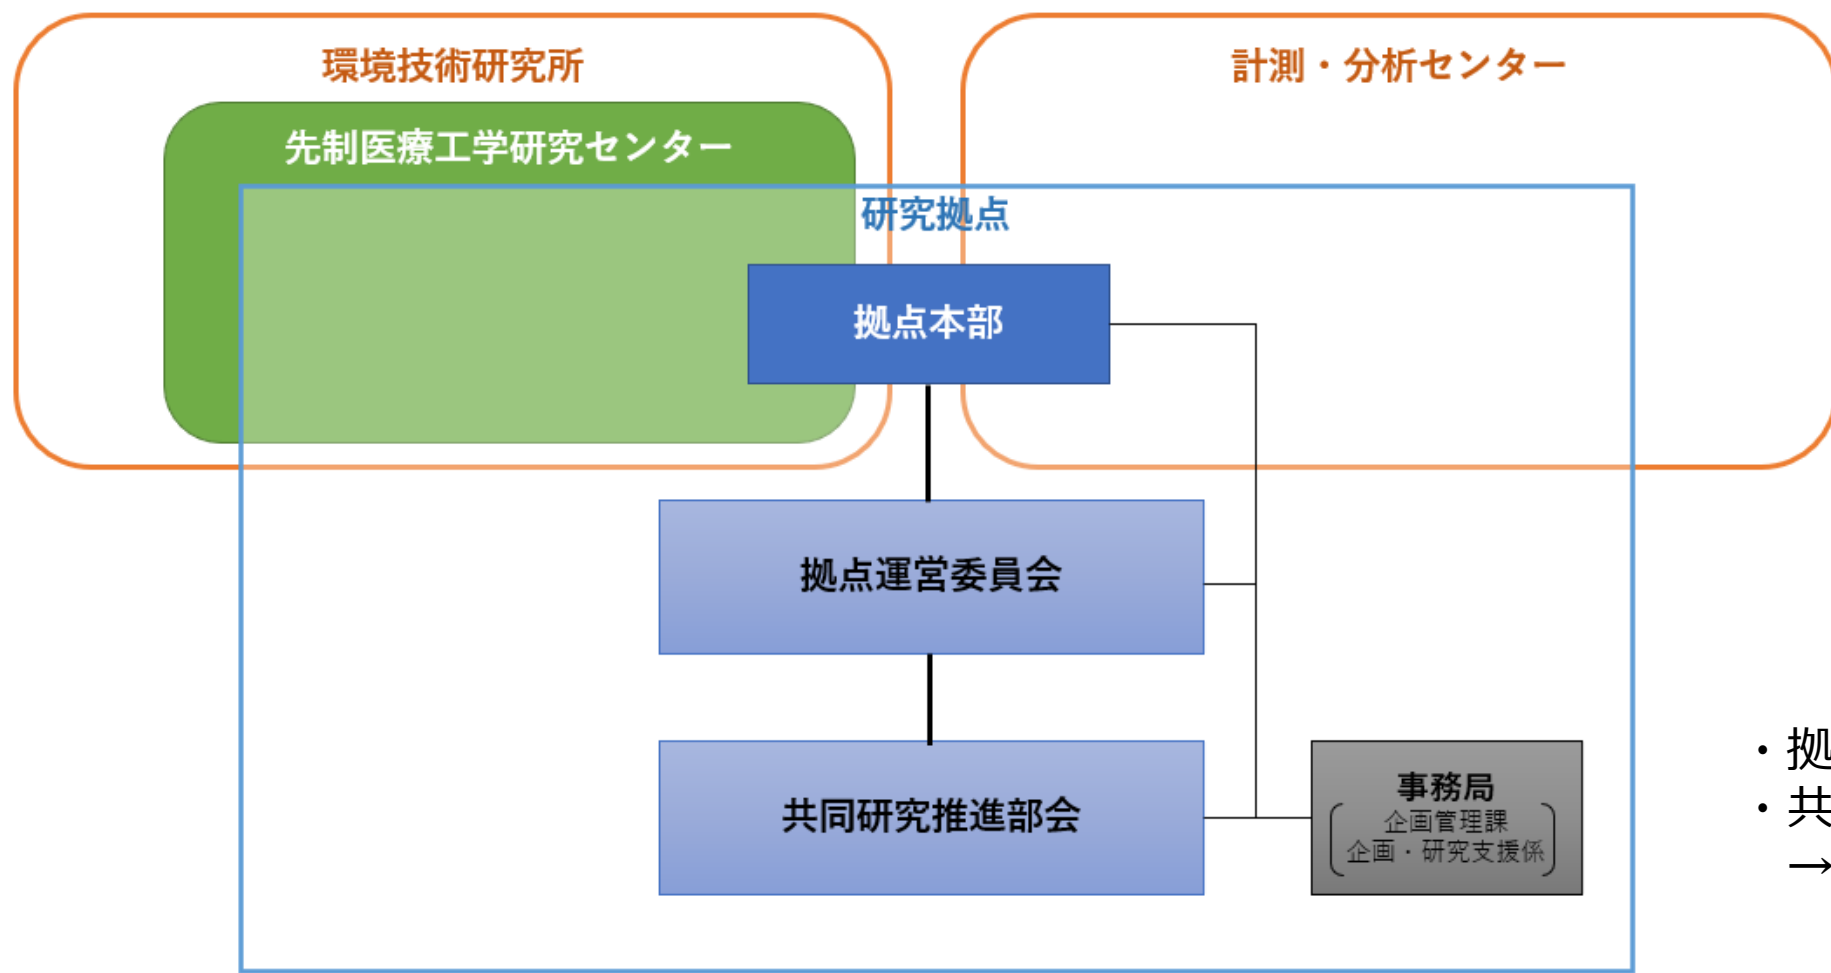 環境技術研究所
計測・分析センター
先制医療工学研究センター
研究拠点
拠点本部
拠点運営委員会
共同研究推進部会
事務局
企画管理課
企画・研究支援係
・拠
・共
→